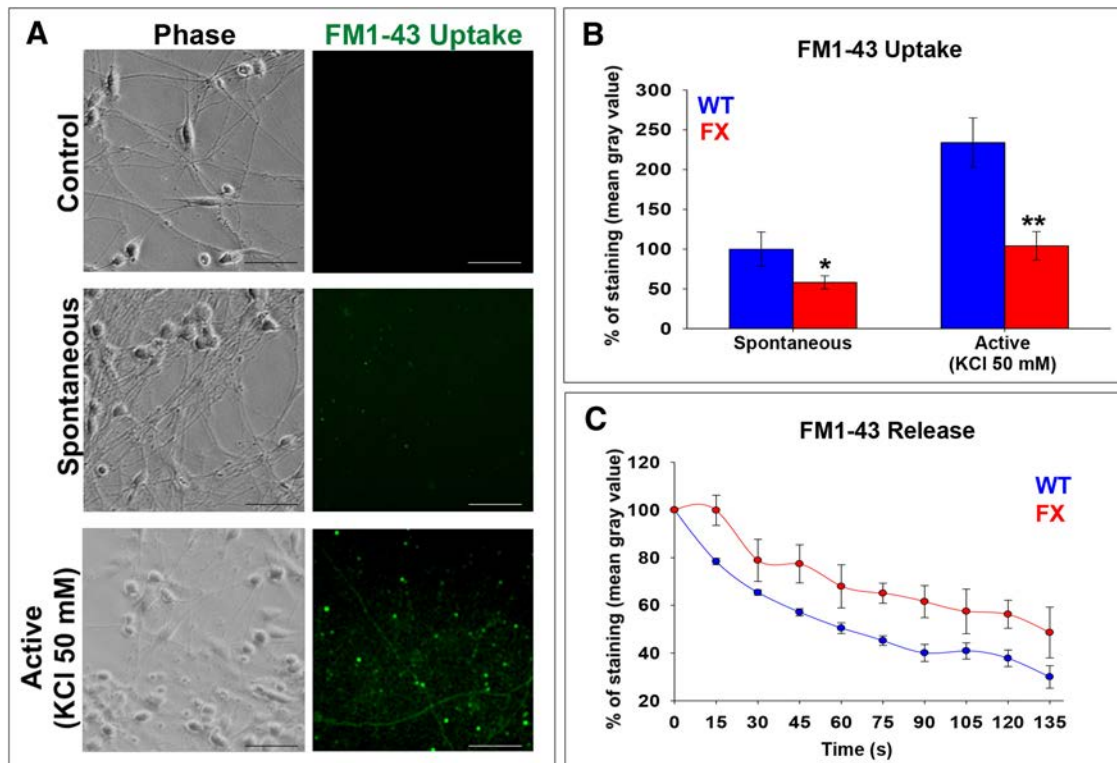 A
Phase
FM1-43 Uptake
Control
Spontaneous
Active
(KCl 50 mM)
B
FM1-43 Uptake
% of staining (mean gray value)
300
250
200
150
100
50
0
WT
FX
*
**
Spontaneous
Active
(KCl 50 mM)
C
FM1-43 Release
% of staining (mean gray value)
120
100
80
60
40
20
WT
FX
0 15 30 45 60 75 90 105 120 135
Time (s)